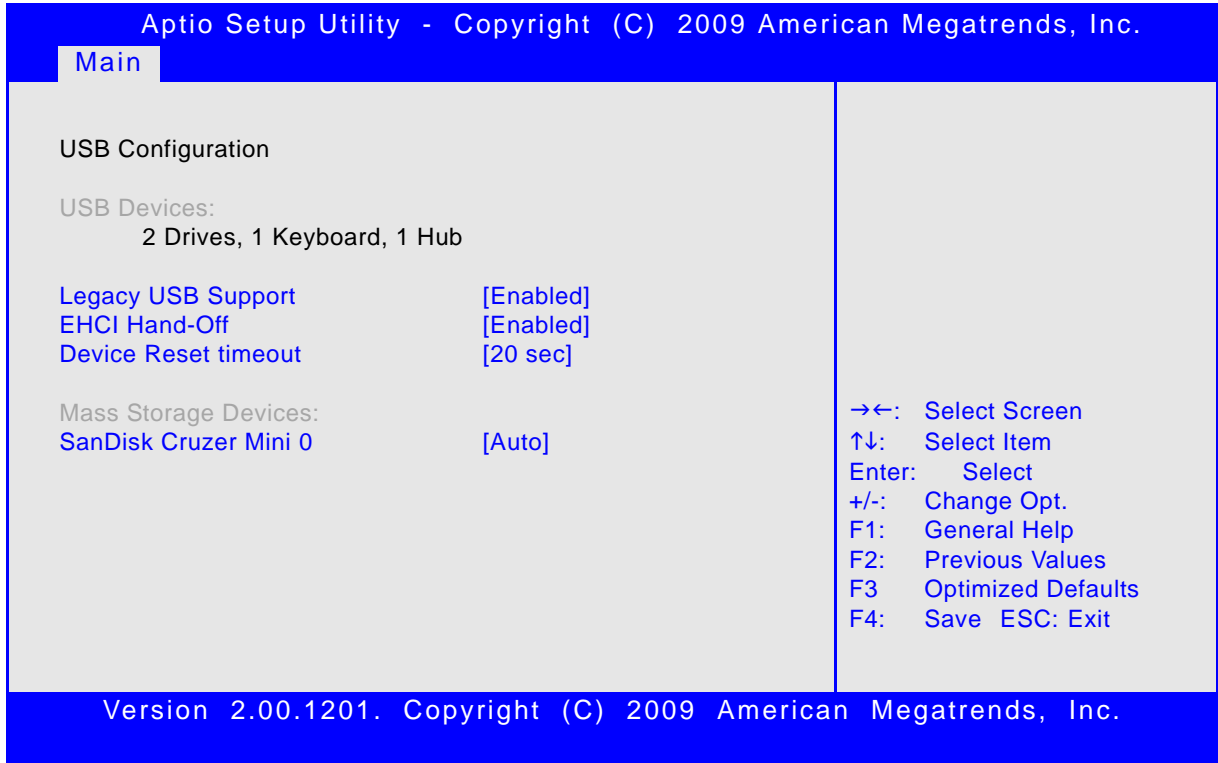 Aptio Setup Utility - Copyright (C) 2009 American Megatrends, Inc.
Main
USB Configuration
USB Devices:
2 Drives, 1 Keyboard, 1 Hub
Legacy USB Support [Enabled]
EHCI Hand-Off [Enabled]
Device Reset timeout [20 sec]
Mass Storage Devices:
SanDisk Cruzer Mini 0 [Auto]
→←: Select Screen
↑↓: Select Item
Enter: Select
+/-: Change Opt.
F1: General Help
F2: Previous Values
F3 Optimized Defaults
F4: Save ESC: Exit
Version 2.00.1201. Copyright (C) 2009 American Megatrends, Inc.